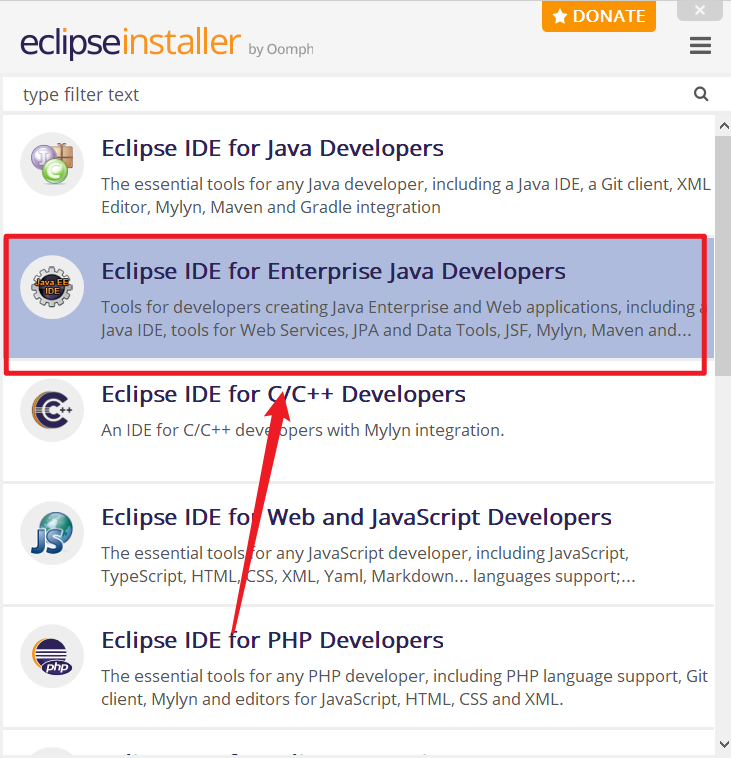 DONATE
eclipseinstaller by Oomph
type filter text
Eclipse IDE for Java Developers
The essential tools for any Java developer, including a Java IDE, a Git client, XML
Editor, Mylyn, Maven and Gradle integration
Java EE
IDE
Eclipse IDE for Enterprise Java Developers
Tools for developers creating Java Enterprise and Web applications, including a
Java IDE, tools for Web Services, JPA and Data Tools, JSF, Mylyn, Maven and...
C++
Eclipse IDE for C/C++ Developers
An IDE for C/C++ developers with Mylyn integration.
JS
Eclipse IDE for Web and JavaScript Developers
The essential tools for any JavaScript developer, including JavaScript,
TypeScript, HTML, CSS, XML, Yaml, Markdown... languages support;...
php
Eclipse IDE for PHP Developers
The essential tools for any PHP developer, including PHP language support, Git
client, Mylyn and editors for JavaScript, HTML, CSS and XML.